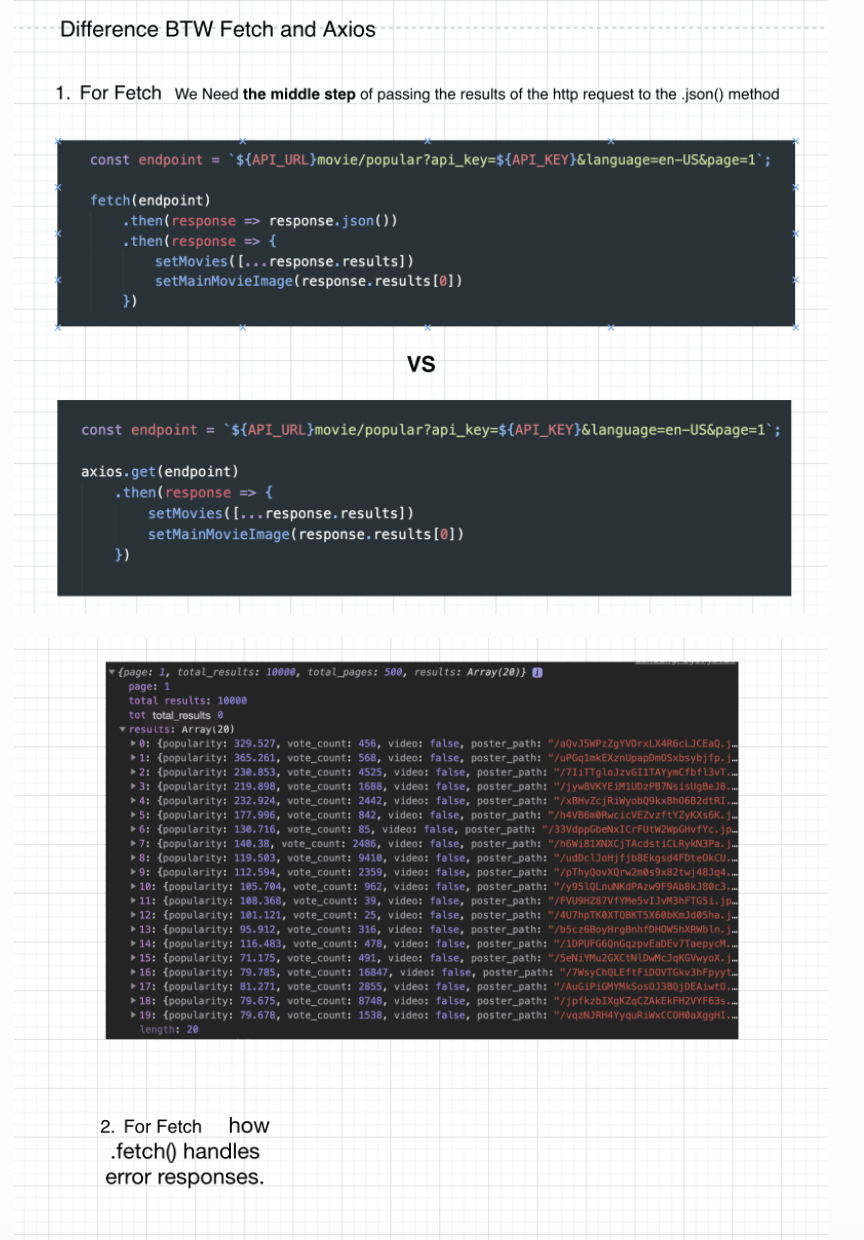 Difference BTW Fetch and Axios
1. For Fetch We Need the middle step of passing the results of the http request to the .json() method
const endpoint = `${API_URL}movie/popular?api_key=${API_KEY}&language=en-US&page=1`;
fetch(endpoint)
.then(response => response.json())
.then(response => {
setMovies([...response.results])
setMainMovieImage(response.results[0])
})
VS
const endpoint = `${API_URL}movie/popular?api_key=${API_KEY}&language=en-US&page=1`;
axios.get(endpoint)
.then(response => {
setMovies([...response.results])
setMainMovieImage(response.results[0])
})
▼{page: 1, total_results: 10000, total_pages: 500, results: Array(20)} i
page: 1
total results: 10000
tot total_results 0
▼results: Array(20)
▶0: {popularity: 329.527, vote_count: 456, video: false, poster_path: "/aQvJ5WPzZgYVDrxLX4R6cLJCEaQ.j…
▶1: {popularity: 365.261, vote_count: 568, video: false, poster_path: "/uPGq1mkEXznUpapDmOSxbsybjfp.j…
▶2: {popularity: 230.853, vote_count: 4525, video: false, poster_path: "/7IiTTgloJzvGI1TAYymCfbfl3vT.…
▶3: {popularity: 219.898, vote_count: 1688, video: false, poster_path: "/jyw8VKYEiM1UDzPB7NsisUgBeJ8.…
▶4: {popularity: 232.924, vote_count: 2442, video: false, poster_path: "/xBHvZcjRiWyobQ9kxBhO6B2dtRI.…
▶5: {popularity: 177.996, vote_count: 842, video: false, poster_path: "/h4VB6m0RwcicVEZvzftYZyKXs6K.j…
▶6: {popularity: 130.716, vote_count: 85, video: false, poster_path: "/33VdppGbeNxICrFUtW2WpGHvfYc.jp…
▶7: {popularity: 140.38, vote_count: 2486, video: false, poster_path: "/h6Wi81XNXCjTAcdstiCLRykN3Pa.j…
▶8: {popularity: 119.503, vote_count: 9410, video: false, poster_path: "/udDclJoHjfjb8Ekgsd4FDteOkCU.…
▶9: {popularity: 112.594, vote_count: 2359, video: false, poster_path: "/pThyQovXQrw2m0s9x82twj48Jq4.…
▶10: {popularity: 105.704, vote_count: 962, video: false, poster_path: "/y95lQLnuNKdPAzw9F9Ab8kJ80c3.…
▶11: {popularity: 108.368, vote_count: 39, video: false, poster_path: "/FVU9HZ87VfYMe5vIJvM3hFTG5i.jp…
▶12: {popularity: 101.121, vote_count: 25, video: false, poster_path: "/4U7hpTK0XTQBKT5X60bKmJd05ha.j…
▶13: {popularity: 95.912, vote_count: 316, video: false, poster_path: "/b5cz6BoyHrgBnhfDHOW5hXRWbln.j…
▶14: {popularity: 116.483, vote_count: 478, video: false, poster_path: "/1DPUFG6QnGqzpvEaDEv7TaepycM.…
▶15: {popularity: 71.175, vote_count: 491, video: false, poster_path: "/5eNiYMu2GXCtNlDwMcJqKGVwyoX.j…
▶16: {popularity: 79.785, vote_count: 16847, video: false, poster_path: "/7WsyChQLEftFiDOVTGkv3hFpyyt…
▶17: {popularity: 81.271, vote_count: 2855, video: false, poster_path: "/AuGiPiGMYMkSosOJ3BQjDEAiwtO.…
▶18: {popularity: 79.675, vote_count: 8748, video: false, poster_path: "/jpfkzbIXgKZqCZAkEkFH2VYF63s.…
▶19: {popularity: 79.678, vote_count: 1538, video: false, poster_path: "/vqzNJRH4YyquRiWxCCOH0aXggHI.…
length: 20
2. For Fetch how
.fetch() handles
error responses.